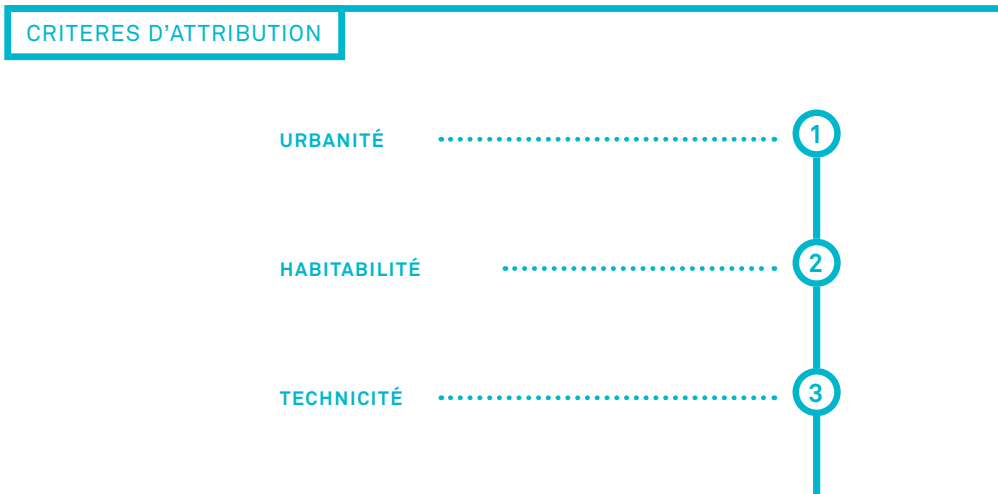 CRITERES D'ATTRIBUTION
URBANITÉ 1
HABITABILITÉ 2
TECHNICITÉ 3